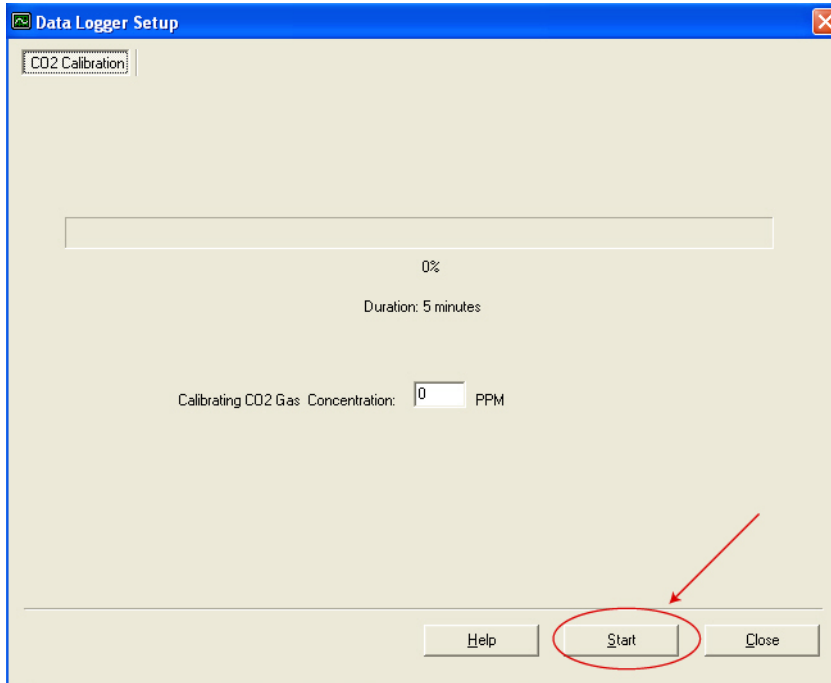 Data Logger Setup
CO2 Calibration
0%
Duration: 5 minutes
Calibrating CO2 Gas Concentration: 0 PPM
Help Start Close